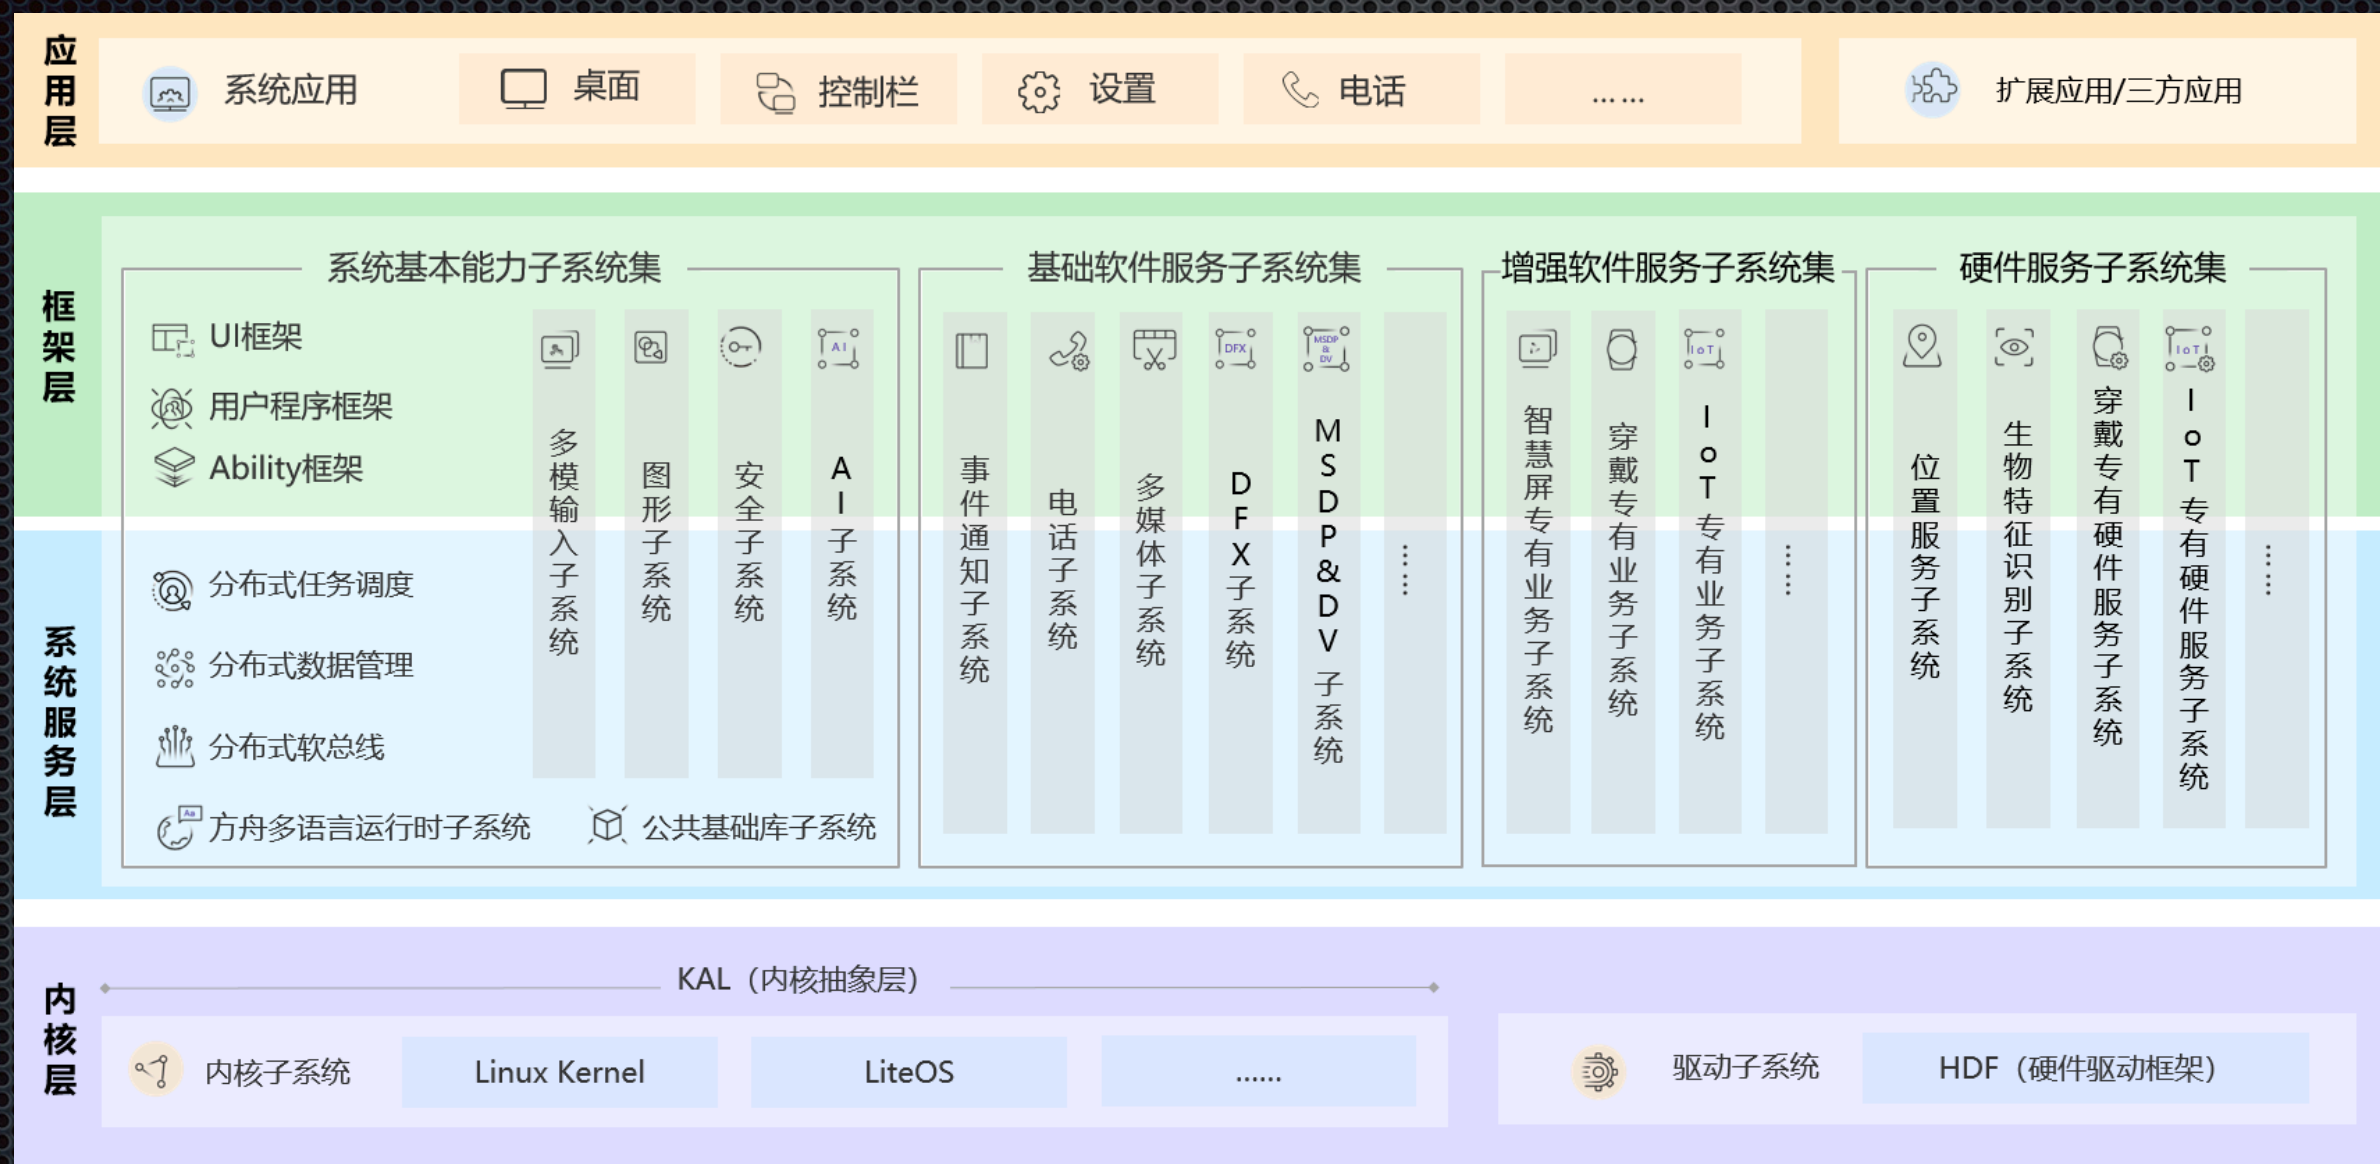 应用层
系统应用
桌面
控制栏
设置
电话
……
扩展应用/三方应用
框架层
系统服务层
系统基本能力子系统集
UI框架
用户程序框架
Ability框架
分布式任务调度
分布式数据管理
分布式软总线
方舟多语言运行时子系统
公共基础库子系统
多模输入子系统
图形子系统
安全子系统
AI
AI子系统
基础软件服务子系统集
事件通知子系统
电话子系统
多媒体子系统
DFX
DFX子系统
MSDP
&
DV
MSDP&DV子系统
……
增强软件服务子系统集
智慧屏专有业务子系统
穿戴专有业务子系统
IoT
IoT专有业务子系统
……
硬件服务子系统集
位置服务子系统
生物特征识别子系统
穿戴专有硬件服务子系统
IoT
IoT专有硬件服务子系统
……
内核层
KAL（内核抽象层）
内核子系统
Linux Kernel
LiteOS
……
驱动子系统
HDF（硬件驱动框架）